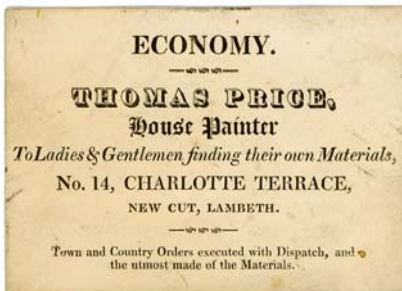 ECONOMY.
THOMAS PRICE,
House Painter
To Ladies & Gentlemen finding their own Materials,
No. 14, CHARLOTTE TERRACE,
NEW CUT, LAMBETH.
Town and Country Orders executed with Dispatch, and
the utmost made of the Materials.